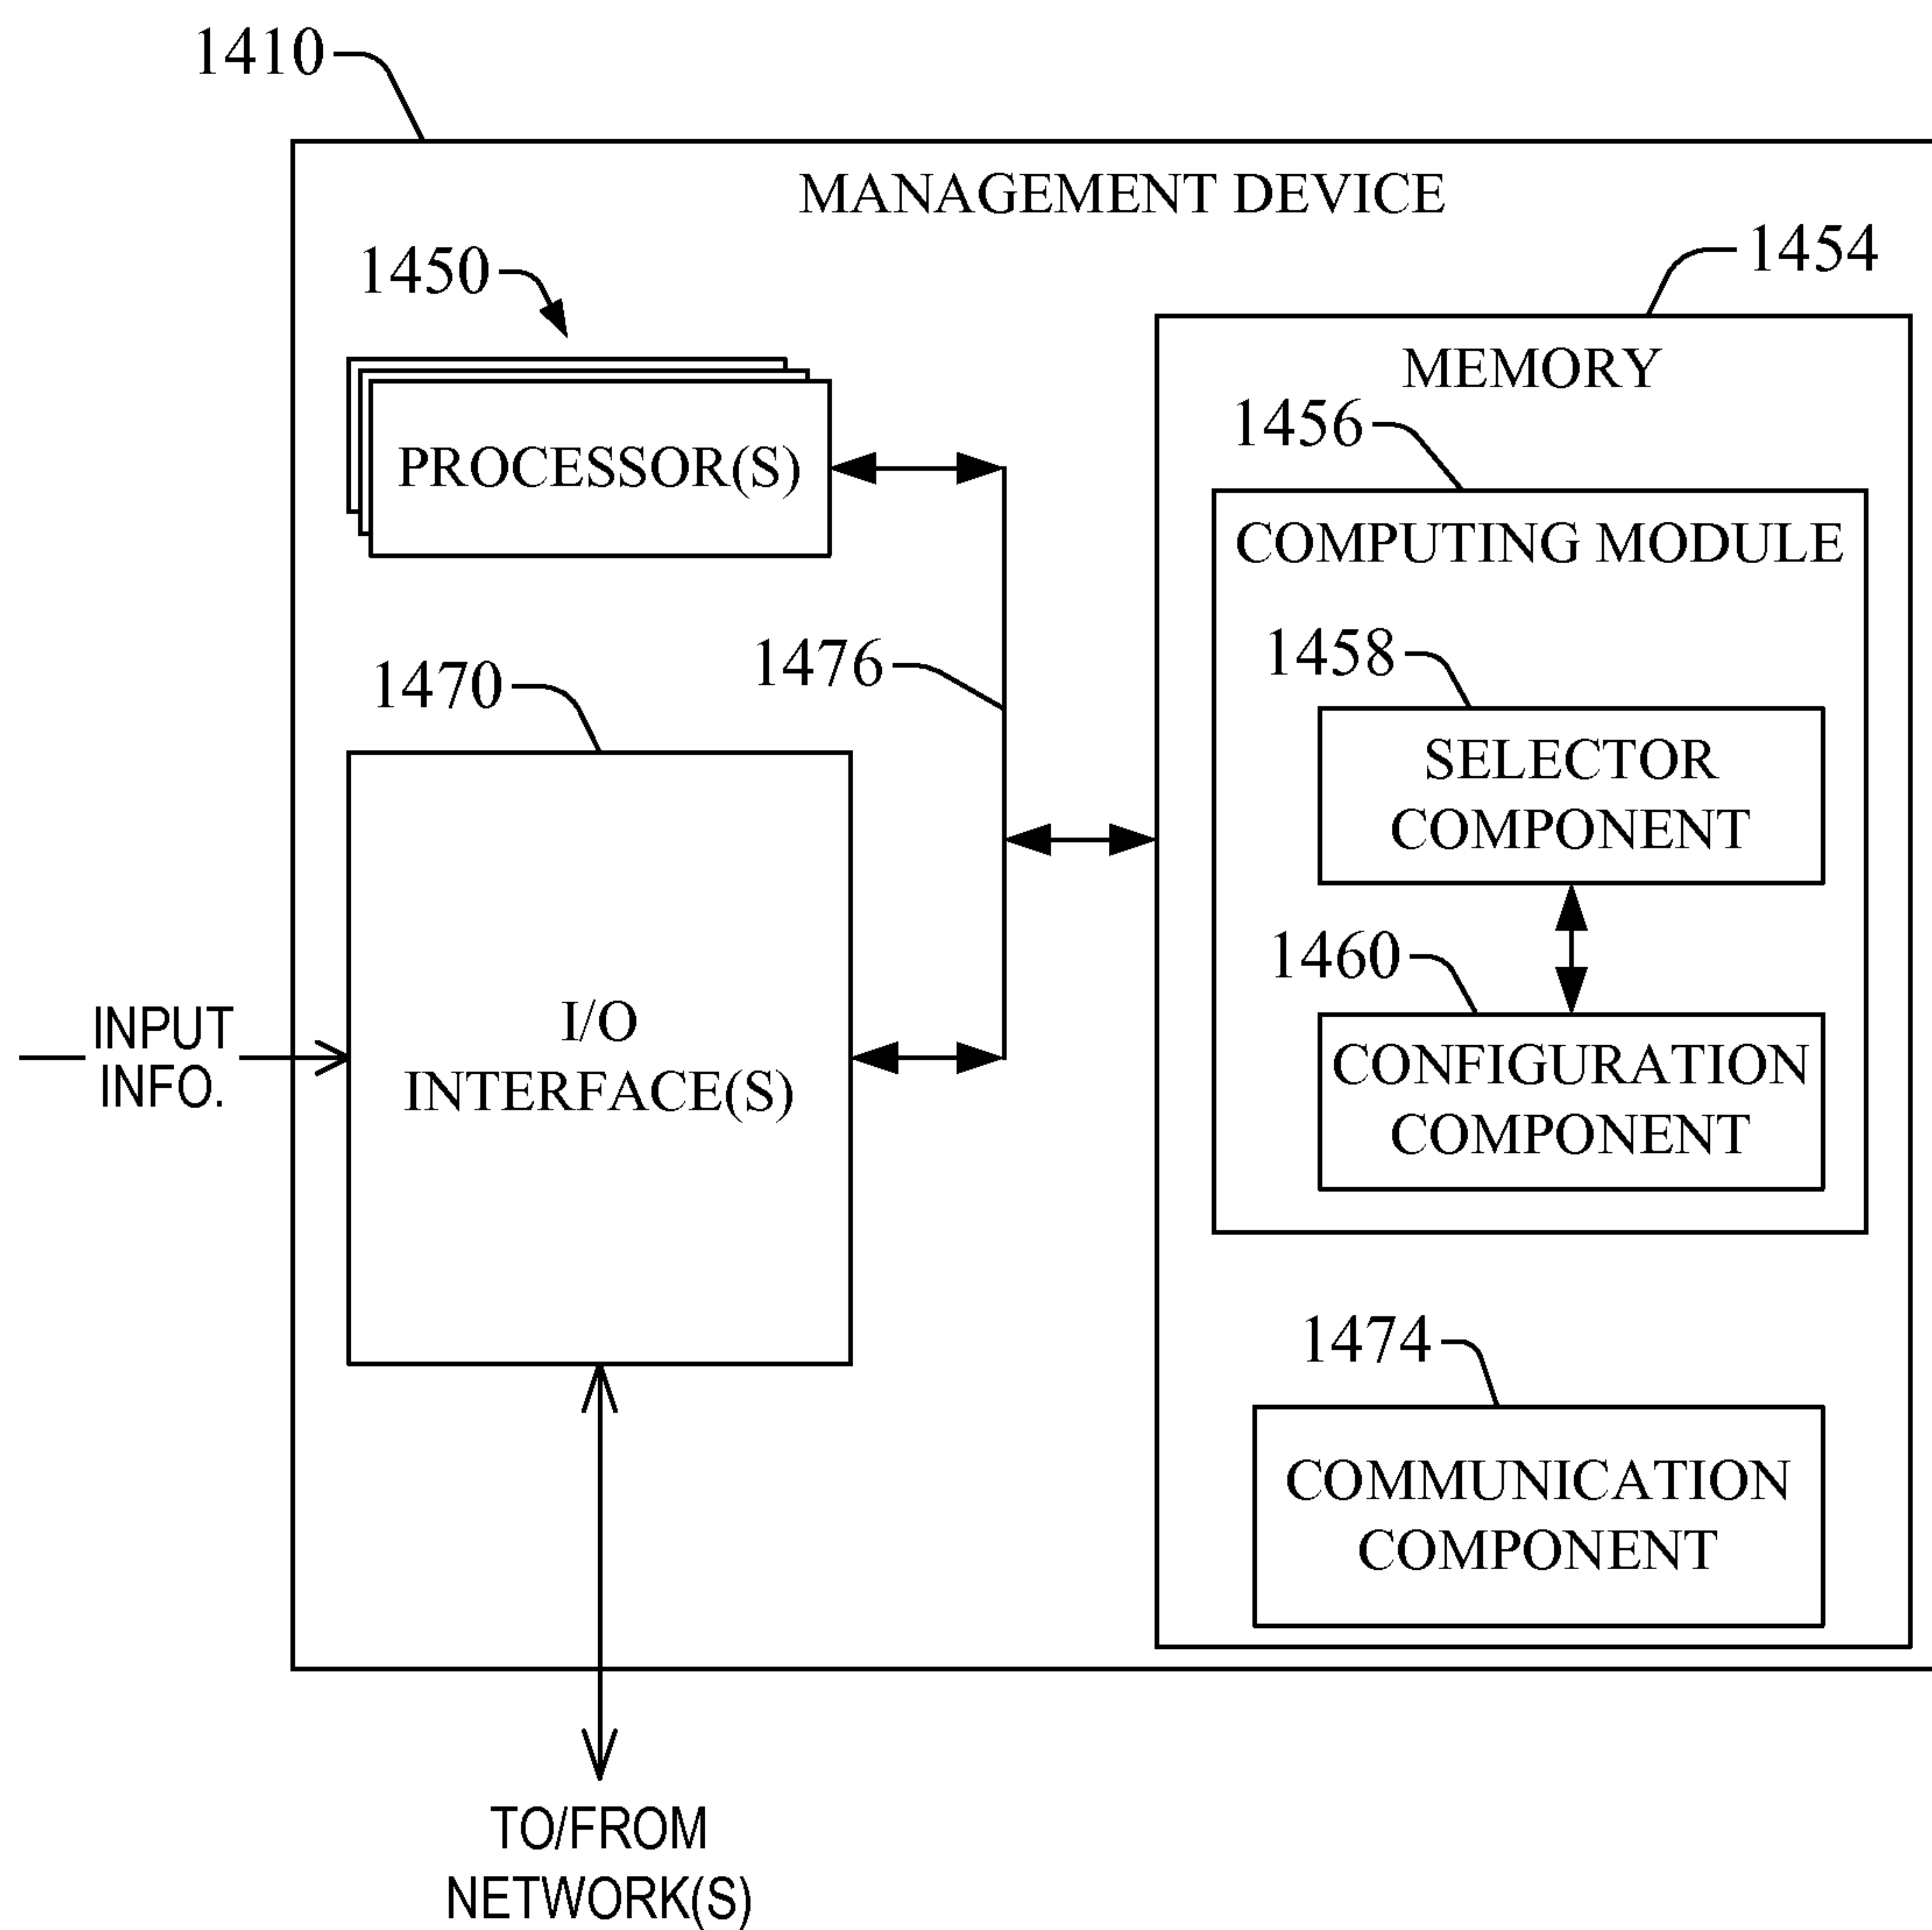 1410
MANAGEMENT DEVICE
1450
1454
MEMORY
1456
PROCESSOR(S)
COMPUTING MODULE
1476
1458
1470
SELECTOR
COMPONENT
1460
INPUT
INFO.
I/O
INTERFACE(S)
CONFIGURATION
COMPONENT
1474
COMMUNICATION
COMPONENT
TO/FROM
NETWORK(S)